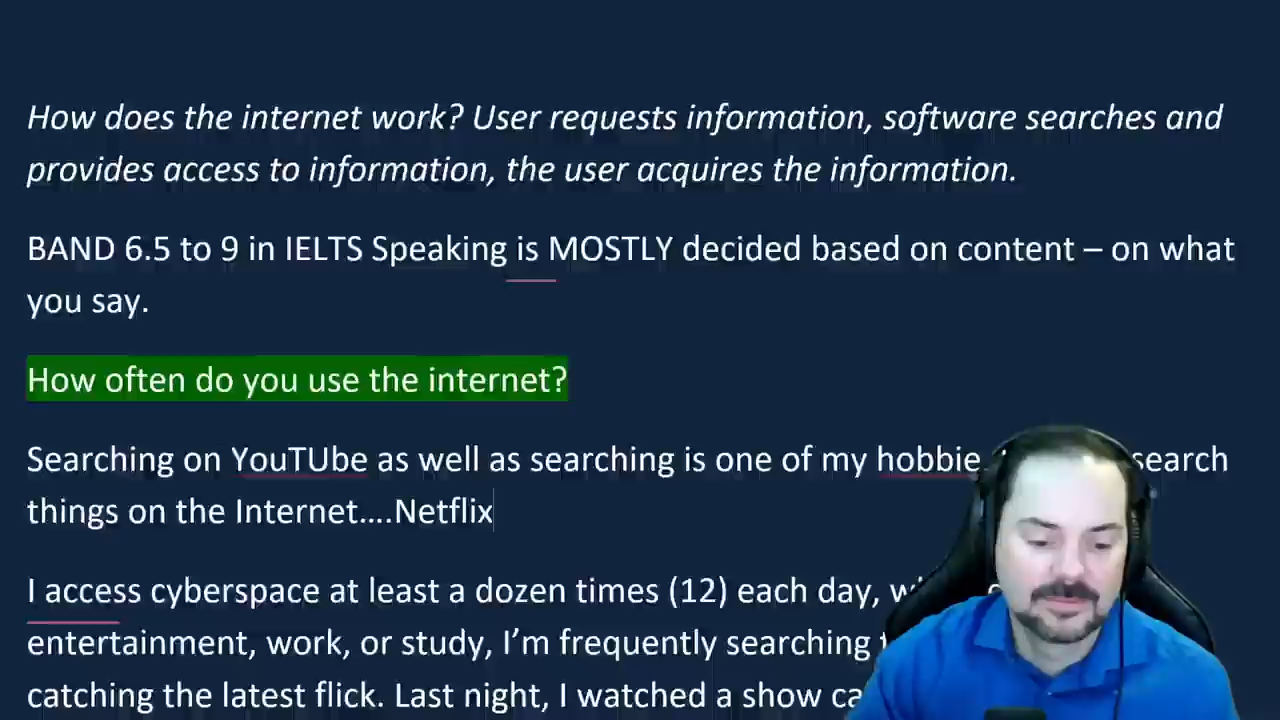 How does the internet work? User requests information, software searches and
provides access to information, the user acquires the information.
BAND 6.5 to 9 in IELTS Speaking is MOSTLY decided based on content – on what
you say.
How often do you use the internet?
Searching on YouTUbe as well as searching is one of my hobbie search
things on the Internet….Netflix
I access cyberspace at least a dozen times (12) each day,
entertainment, work, or study, I’m frequently searching
catching the latest flick. Last night, I watched a show